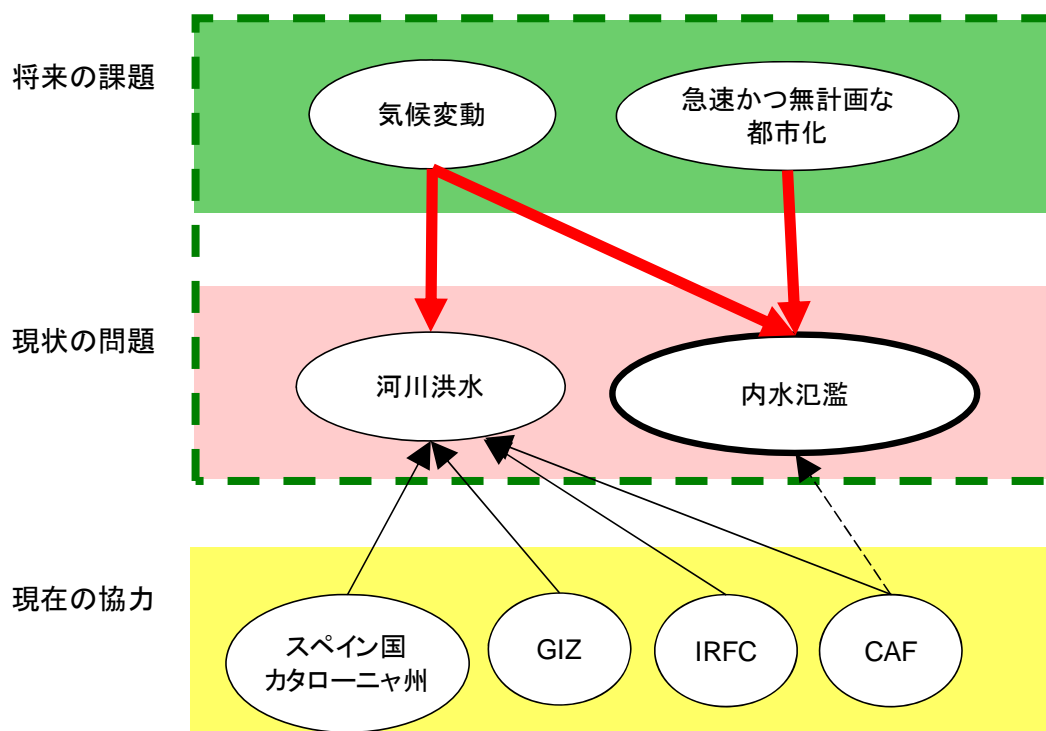 将来の課題
気候変動
急速かつ無計画な
都市化
現状の問題
河川洪水
内水氾濫
現在の協力
スペイン国
カタローニャ州
GIZ
IRFC
CAF